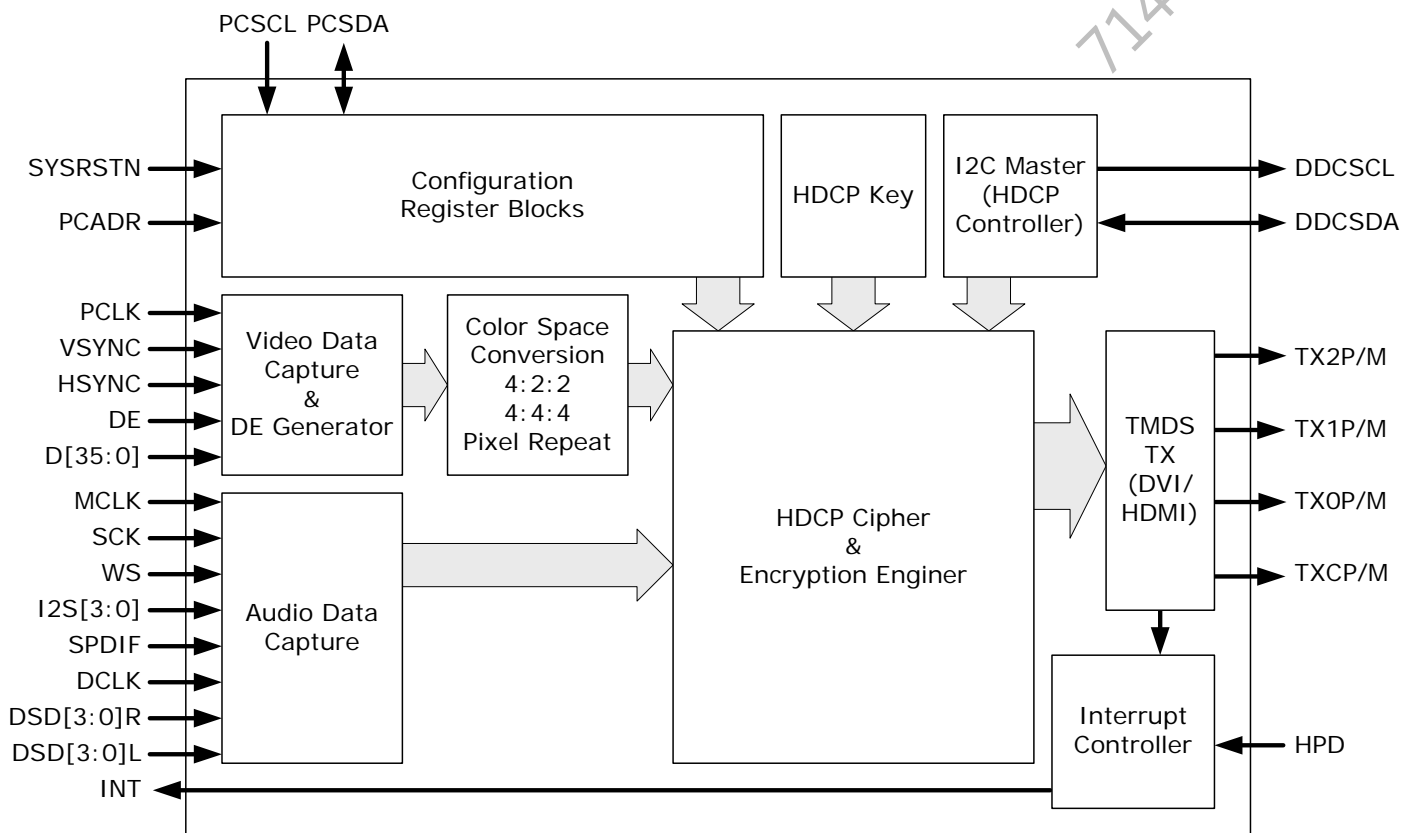 714
PCSCL PCSDA
SYSRSTN
PCADR
Configuration
Register Blocks
HDCP Key
I2C Master
(HDCP
Controller)
DDCSCL
DDCSDA
PCLK
VSYNC
HSYNC
DE
D[35:0]
Video Data
Capture
&
DE Generator
Color Space
Conversion
4:2:2
4:4:4
Pixel Repeat
MCLK
SCK
WS
I2S[3:0]
SPDIF
DCLK
DSD[3:0]R
DSD[3:0]L
INT
Audio Data
Capture
HDCP Cipher
&
Encryption Enginer
TMDS
TX
(DVI/
HDMI)
TX2P/M
TX1P/M
TX0P/M
TXCP/M
Interrupt
Controller
HPD